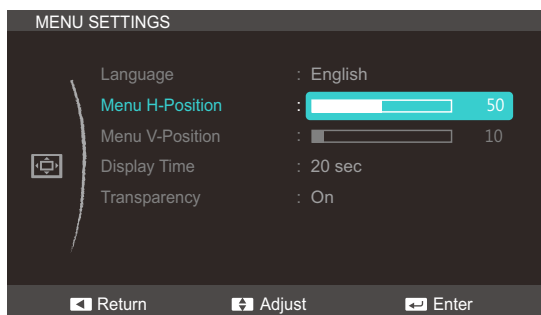 MENU SETTINGS
Language : English
Menu H-Position : 50
Menu V-Position : 10
Display Time : 20 sec
Transparency : On
Return Adjust Enter